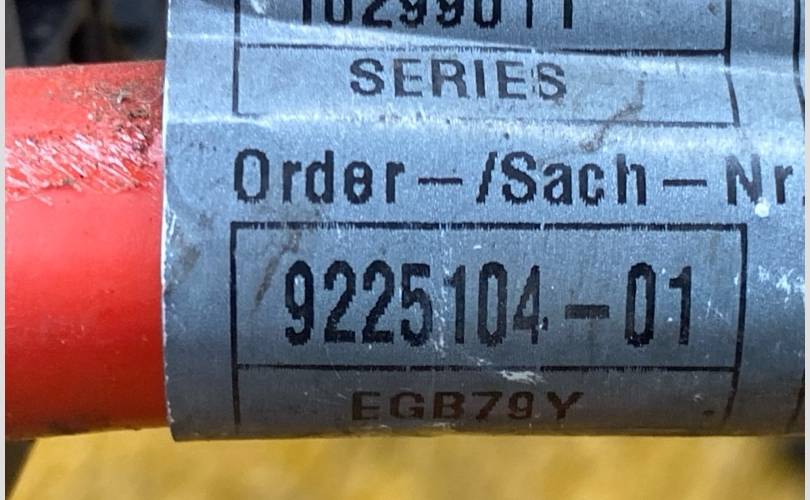 SERIES
Order-/Sach-Nr
9225104-01
EGB79Y